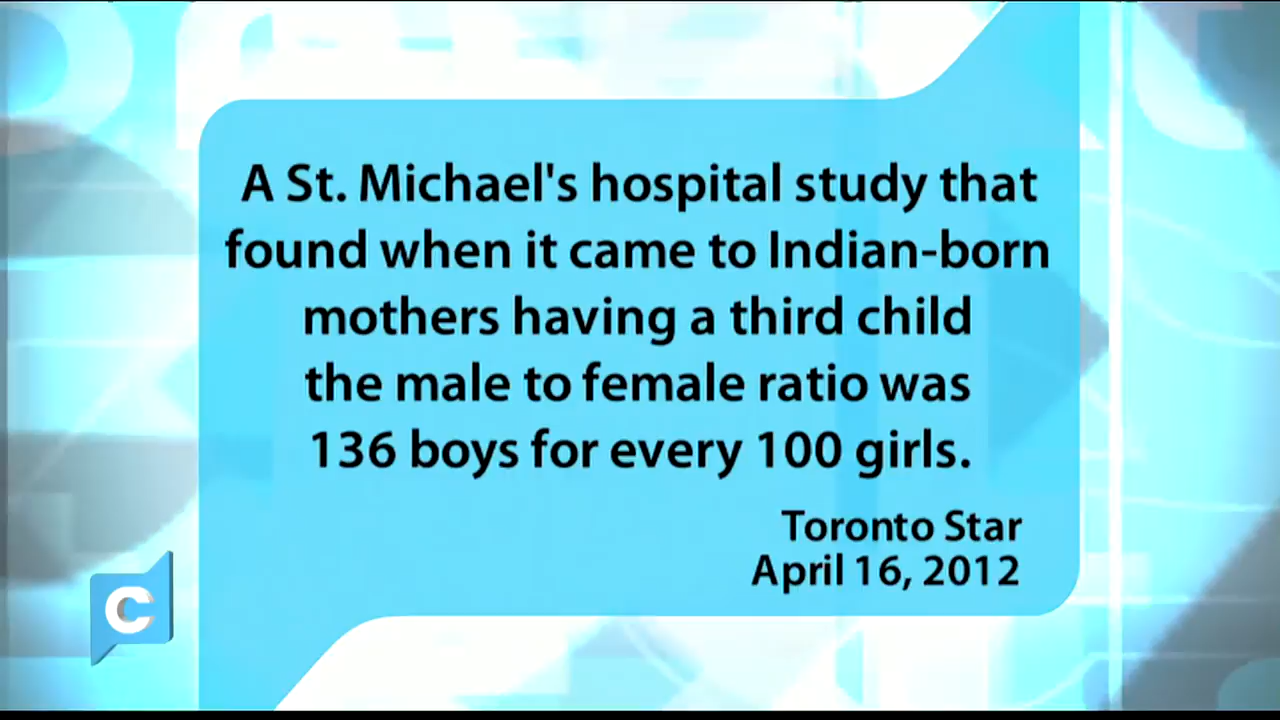 A St. Michael's hospital study that
found when it came to Indian-born
mothers having a third child
the male to female ratio was
136 boys for every 100 girls.
Toronto Star
April 16, 2012
C